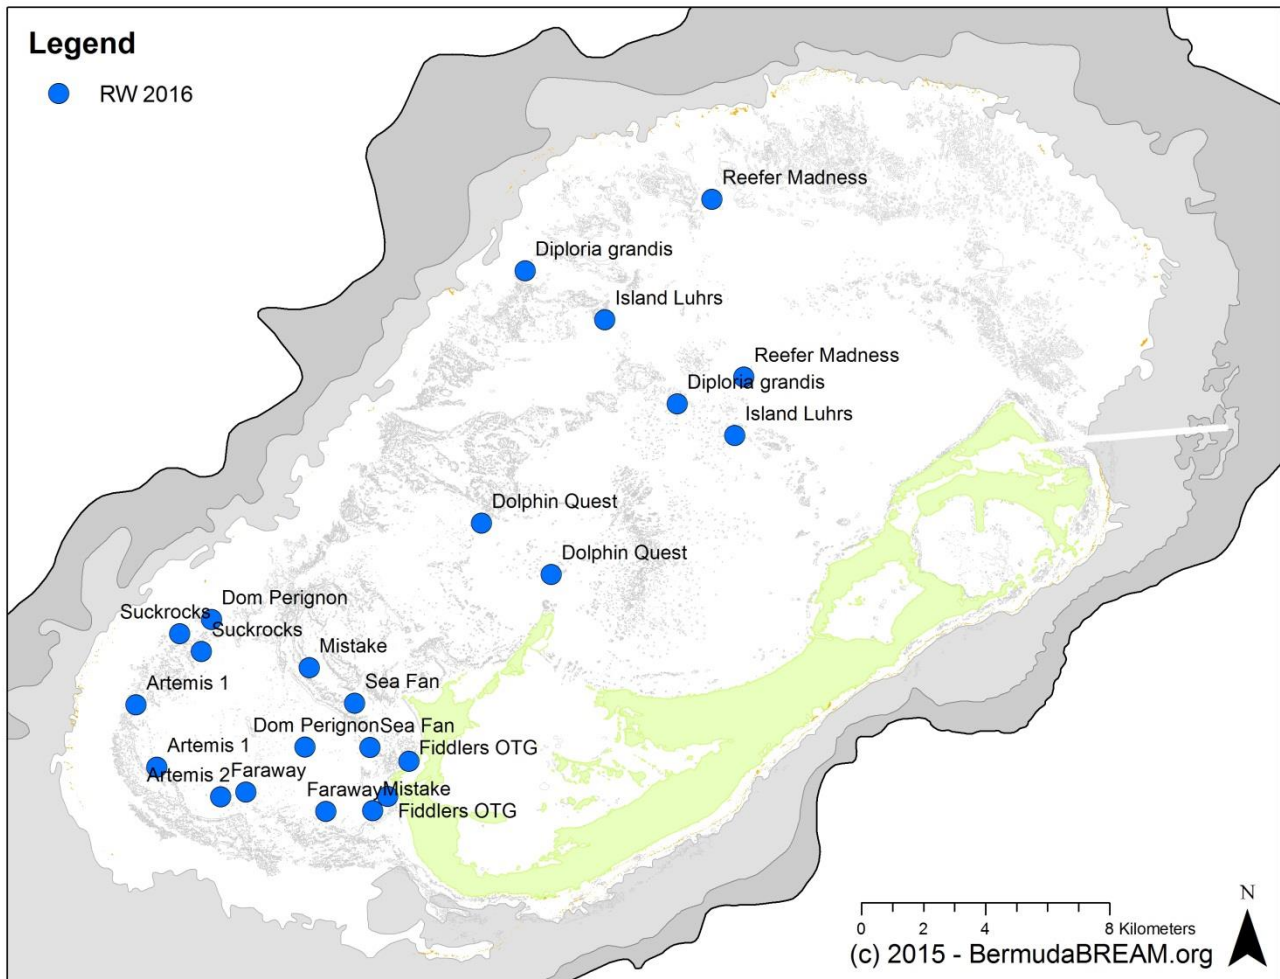 Legend
RW 2016
Reefer Madness
Diploria grandis
Island Luhrs
Reefer Madness
Diploria grandis
Island Luhrs
Dolphin Quest
Dolphin Quest
Dom Perignon
Suckrocks
Suckrocks
Mistake
Artemis 1
Sea Fan
Dom Perignon
Sea Fan
Artemis 1
Fiddlers OTG
Artemis 2
Faraway
Faraway
Mistake
Fiddlers OTG
N
0 2 4 8 Kilometers
(c) 2015 - BermudaBREAM.org